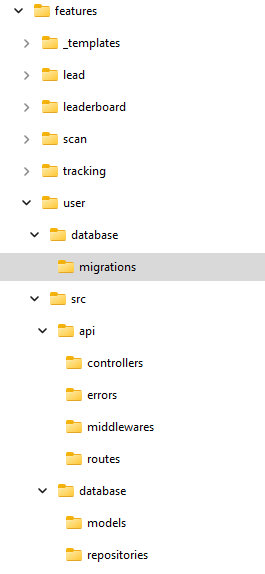 features
_templates
lead
leaderboard
scan
tracking
user
database
migrations
src
api
controllers
errors
middlewares
routes
database
models
repositories